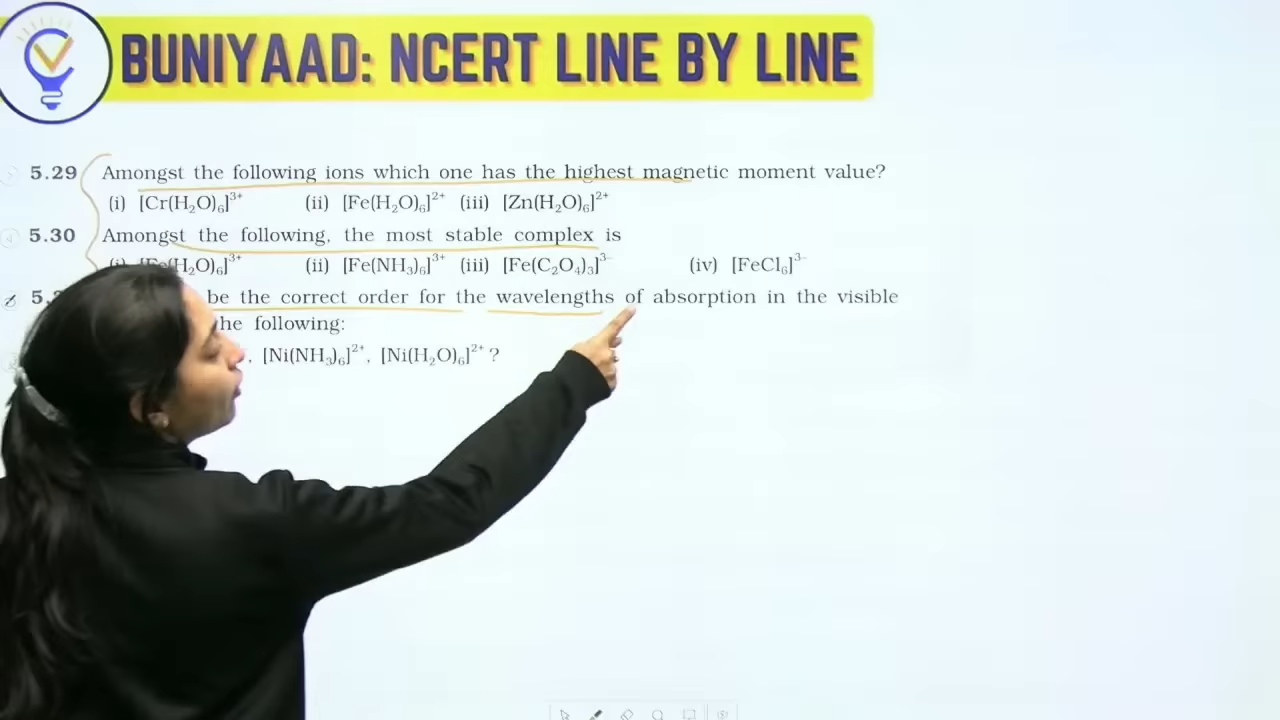 BUNIYAAD: NCERT LINE BY LINE
5.29 Amongst the following ions which one has the highest magnetic moment value?
(i) [Cr(H₂O)₆]³⁺ (ii) [Fe(H₂O)₆]²⁺ (iii) [Zn(H₂O)₆]²⁺
5.30 Amongst the following, the most stable complex is
(i) [Fe(H₂O)₆]³⁺ (ii) [Fe(NH₃)₆]³⁺ (iii) [Fe(C₂O₄)₃]³⁻ (iv) [FeCl₆]³⁻
be the correct order for the wavelengths of absorption in the visible
the following:
, [Ni(NH₃)₆]²⁺, [Ni(H₂O)₆]²⁺ ?